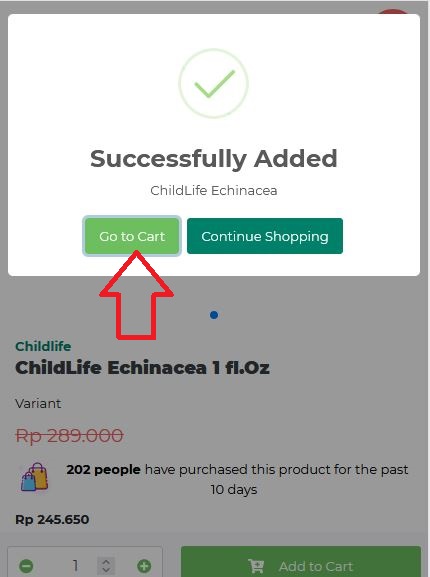 Successfully Added
ChildLife Echinacea
Go to Cart
Continue Shopping
Childlife
ChildLife Echinacea 1 fl.Oz
Variant
Rp 289.000
202 people have purchased this product for the past
10 days
Rp 245.650
1
Add to Cart